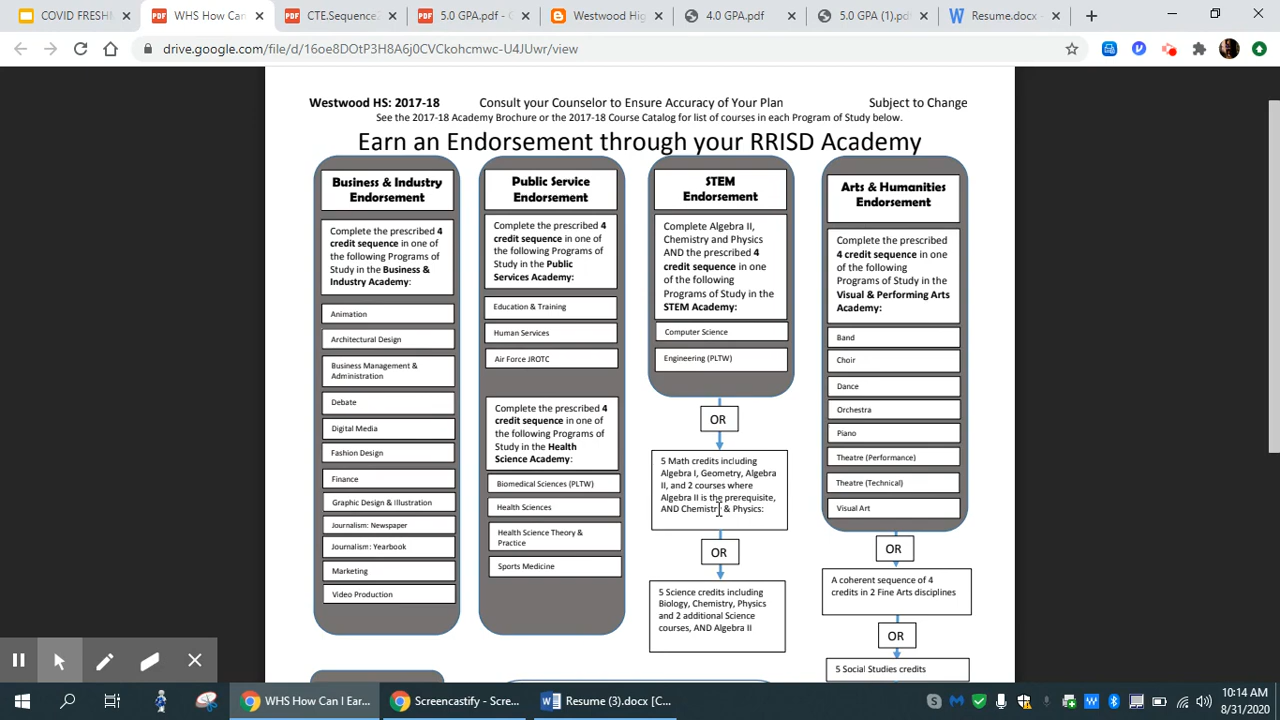 COVID FRESH
WHS How Can I
CTE.Sequence
5.0 GPA.pdf - G
Westwood Hig
4.0 GPA.pdf
5.0 GPA (1).pdf
Resume.docx
drive.google.com/file/d/16oe8DOtP3H8A6j0CVCkohcmwc-U4JUwr/view
Westwood HS: 2017-18
Consult your Counselor to Ensure Accuracy of Your Plan
Subject to Change
See the 2017-18 Academy Brochure or the 2017-18 Course Catalog for list of courses in each Program of Study below.
Earn an Endorsement through your RRISD Academy
Business & Industry
Endorsement
Complete the prescribed 4
credit sequence in one of
the following Programs of
Study in the Business &
Industry Academy:
Animation
Architectural Design
Business Management &
Administration
Debate
Digital Media
Fashion Design
Finance
Graphic Design & Illustration
Journalism: Newspaper
Journalism: Yearbook
Marketing
Video Production
Public Service
Endorsement
Complete the prescribed 4
credit sequence in one of
the following Programs of
Study in the Public
Services Academy:
Education & Training
Human Services
Air Force JROTC
Complete the prescribed 4
credit sequence in one of
the following Programs of
Study in the Health
Science Academy:
Biomedical Sciences (PLTW)
Health Sciences
Health Science Theory &
Practice
Sports Medicine
STEM
Endorsement
Complete Algebra II,
Chemistry and Physics
AND the prescribed 4
credit sequence in one
of the following
Programs of Study in the
STEM Academy:
Computer Science
Engineering (PLTW)
OR
5 Math credits including
Algebra I, Geometry, Algebra
II, and 2 courses where
Algebra II is the prerequisite,
AND Chemistry & Physics:
OR
5 Science credits including
Biology, Chemistry, Physics
and 2 additional Science
courses, AND Algebra II
Arts & Humanities
Endorsement
Complete the prescribed
4 credit sequence in one
of the following
Programs of Study in the
Visual & Performing Arts
Academy:
Band
Choir
Dance
Orchestra
Piano
Theatre (Performance)
Theatre (Technical)
Visual Art
OR
A coherent sequence of 4
credits in 2 Fine Arts disciplines
OR
5 Social Studies credits
WHS How Can I Ear...
Screencastify - Scre...
Resume (3).docx [C...
10:14 AM
8/31/2020